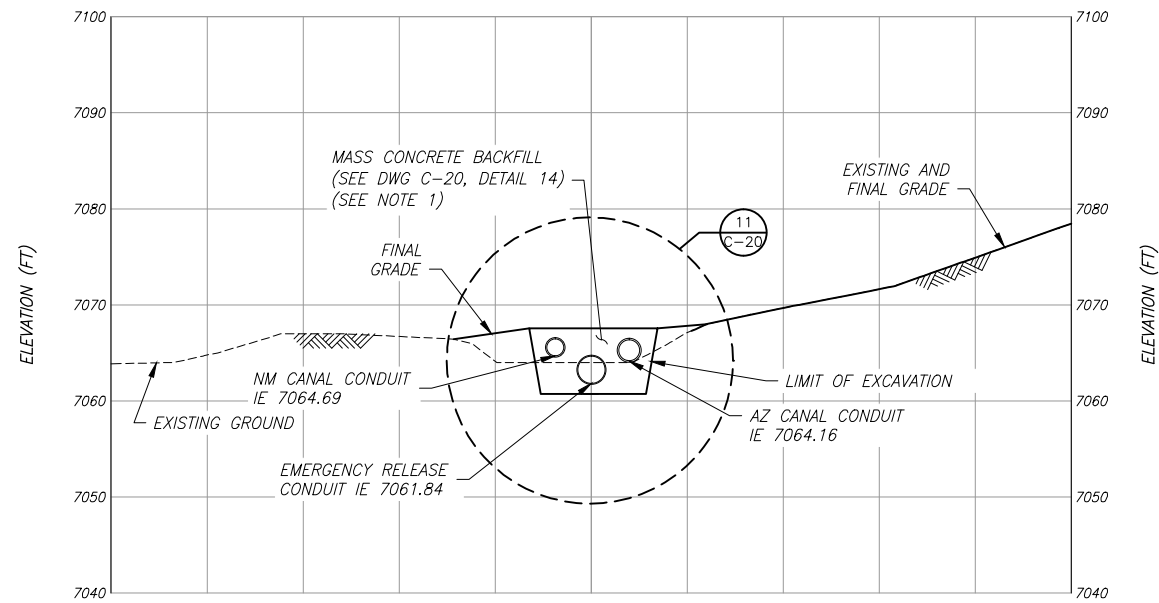 7100
7100
7090
7090
MASS CONCRETE BACKFILL
(SEE DWG C-20, DETAIL 14)
(SEE NOTE 1)
EXISTING AND
FINAL GRADE
7080
7080
11
C-20
FINAL
GRADE
ELEVATION (FT)
ELEVATION (FT)
7070
7070
NM CANAL CONDUIT
IE 7064.69
LIMIT OF EXCAVATION
7060
7060
EXISTING GROUND
AZ CANAL CONDUIT
IE 7064.16
EMERGENCY RELEASE
CONDUIT IE 7061.84
7050
7050
7040
7040